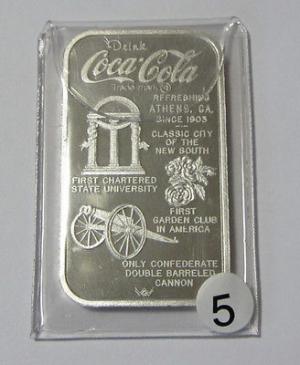 Drink
Coca-Cola
Trade mark ®
REFRESHING
ATHENS, GA.
SINCE 1903
CLASSIC CITY
OF THE
NEW SOUTH
FIRST CHARTERED
STATE UNIVERSITY
FIRST
GARDEN CLUB
IN AMERICA
ONLY CONFEDERATE
DOUBLE BARRELED
CANNON
5